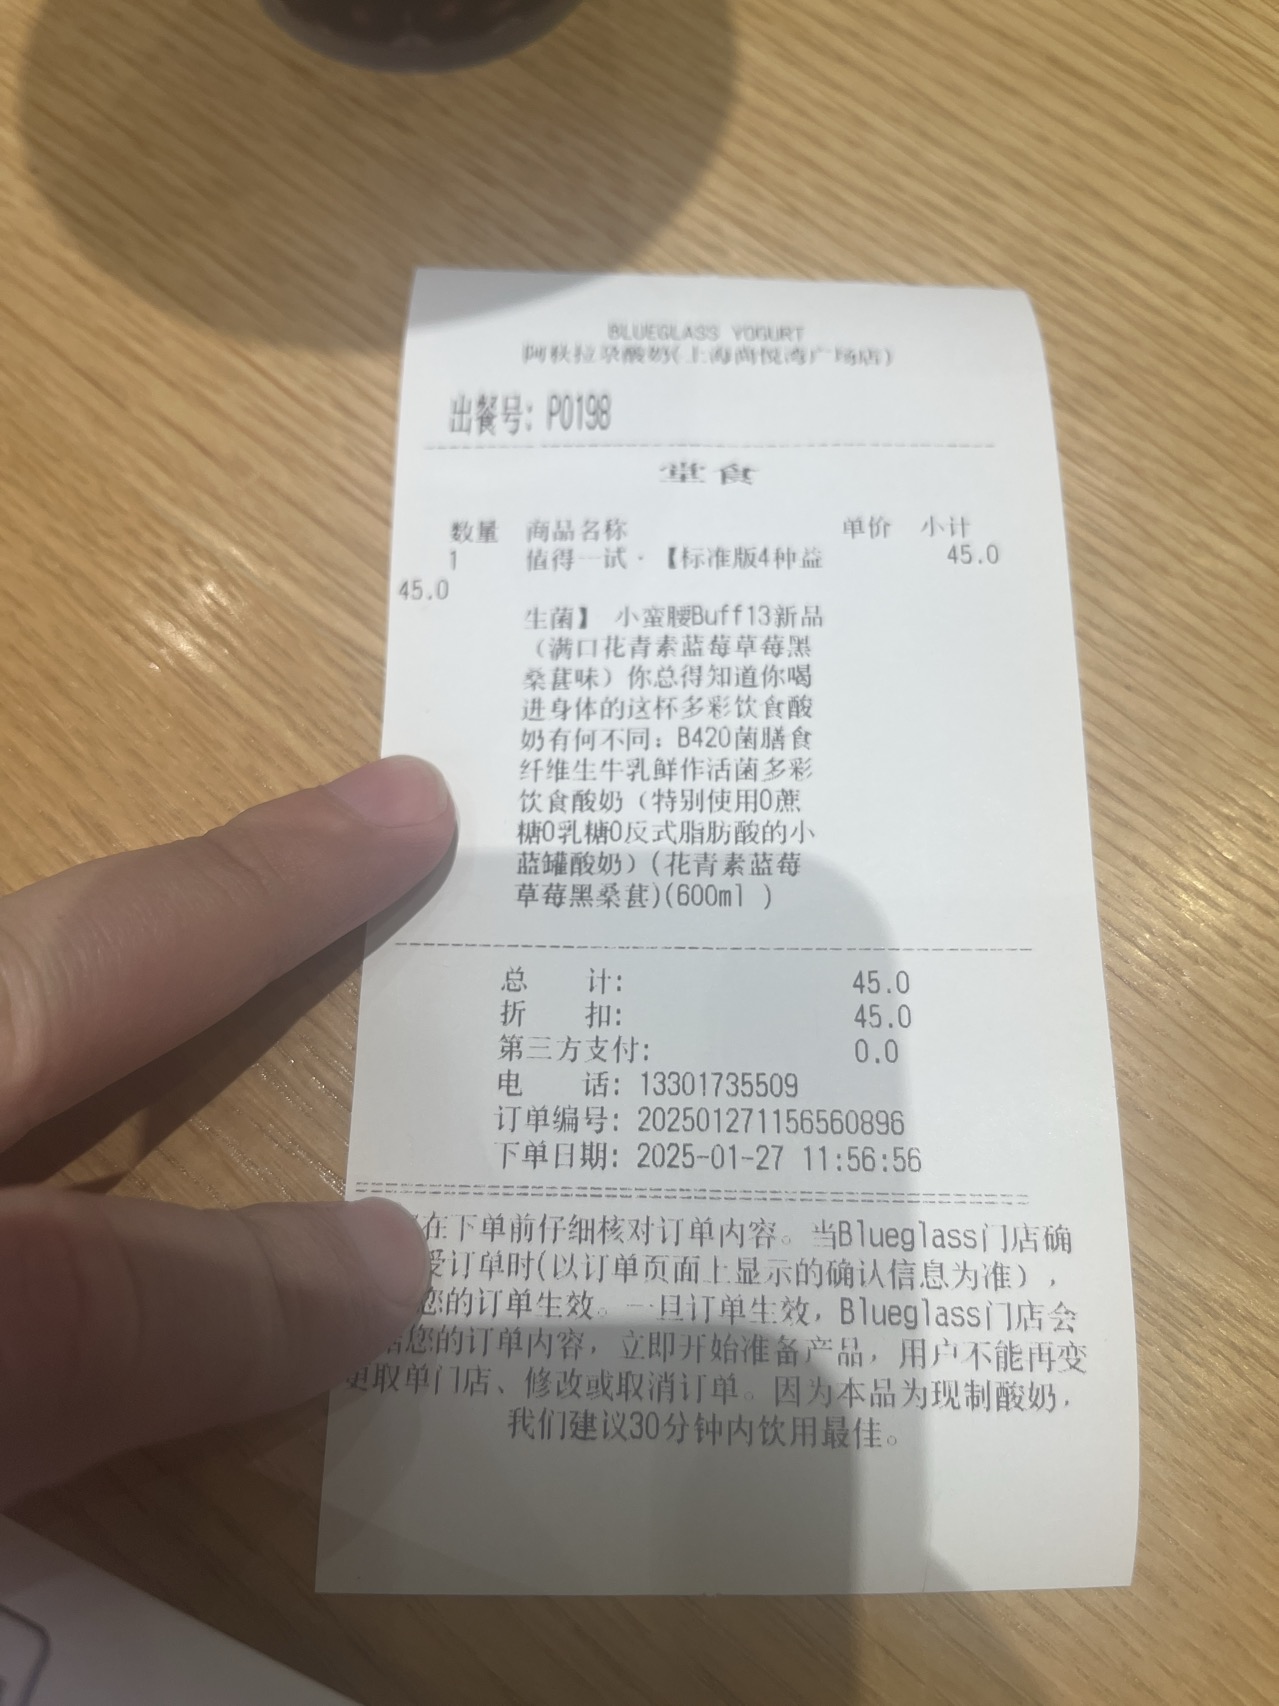 BLUEGLASS YOGURT
阿秩拉尕酸奶(上海尚悦湾广场店)
出餐号: P0198
堂食
数量 商品名称 单价 小计
1 值得一试·【标准版4种益 45.0
45.0
生菌】 小蛮腰Buff13新品
（满口花青素蓝莓草莓黑
桑葚味）你总得知道你喝
进身体的这杯多彩饮食酸
奶有何不同：B420菌膳食
纤维生牛乳鲜作活菌多彩
饮食酸奶（特别使用0蔗
糖0乳糖0反式脂肪酸的小
蓝罐酸奶）(花青素蓝莓
草莓黑桑葚)(600ml )
总 计: 45.0
折 扣: 45.0
第三方支付: 0.0
电 话: 13301735509
订单编号: 202501271156560896
下单日期: 2025-01-27 11:56:56
在下单前仔细核对订单内容。当Blueglass门店确
受订单时(以订单页面上显示的确认信息为准)，
您的订单生效。一旦订单生效，Blueglass门店会
您的订单内容，立即开始准备产品，用户不能再变
更取单门店、修改或取消订单。因为本品为现制酸奶，
我们建议30分钟内饮用最佳。